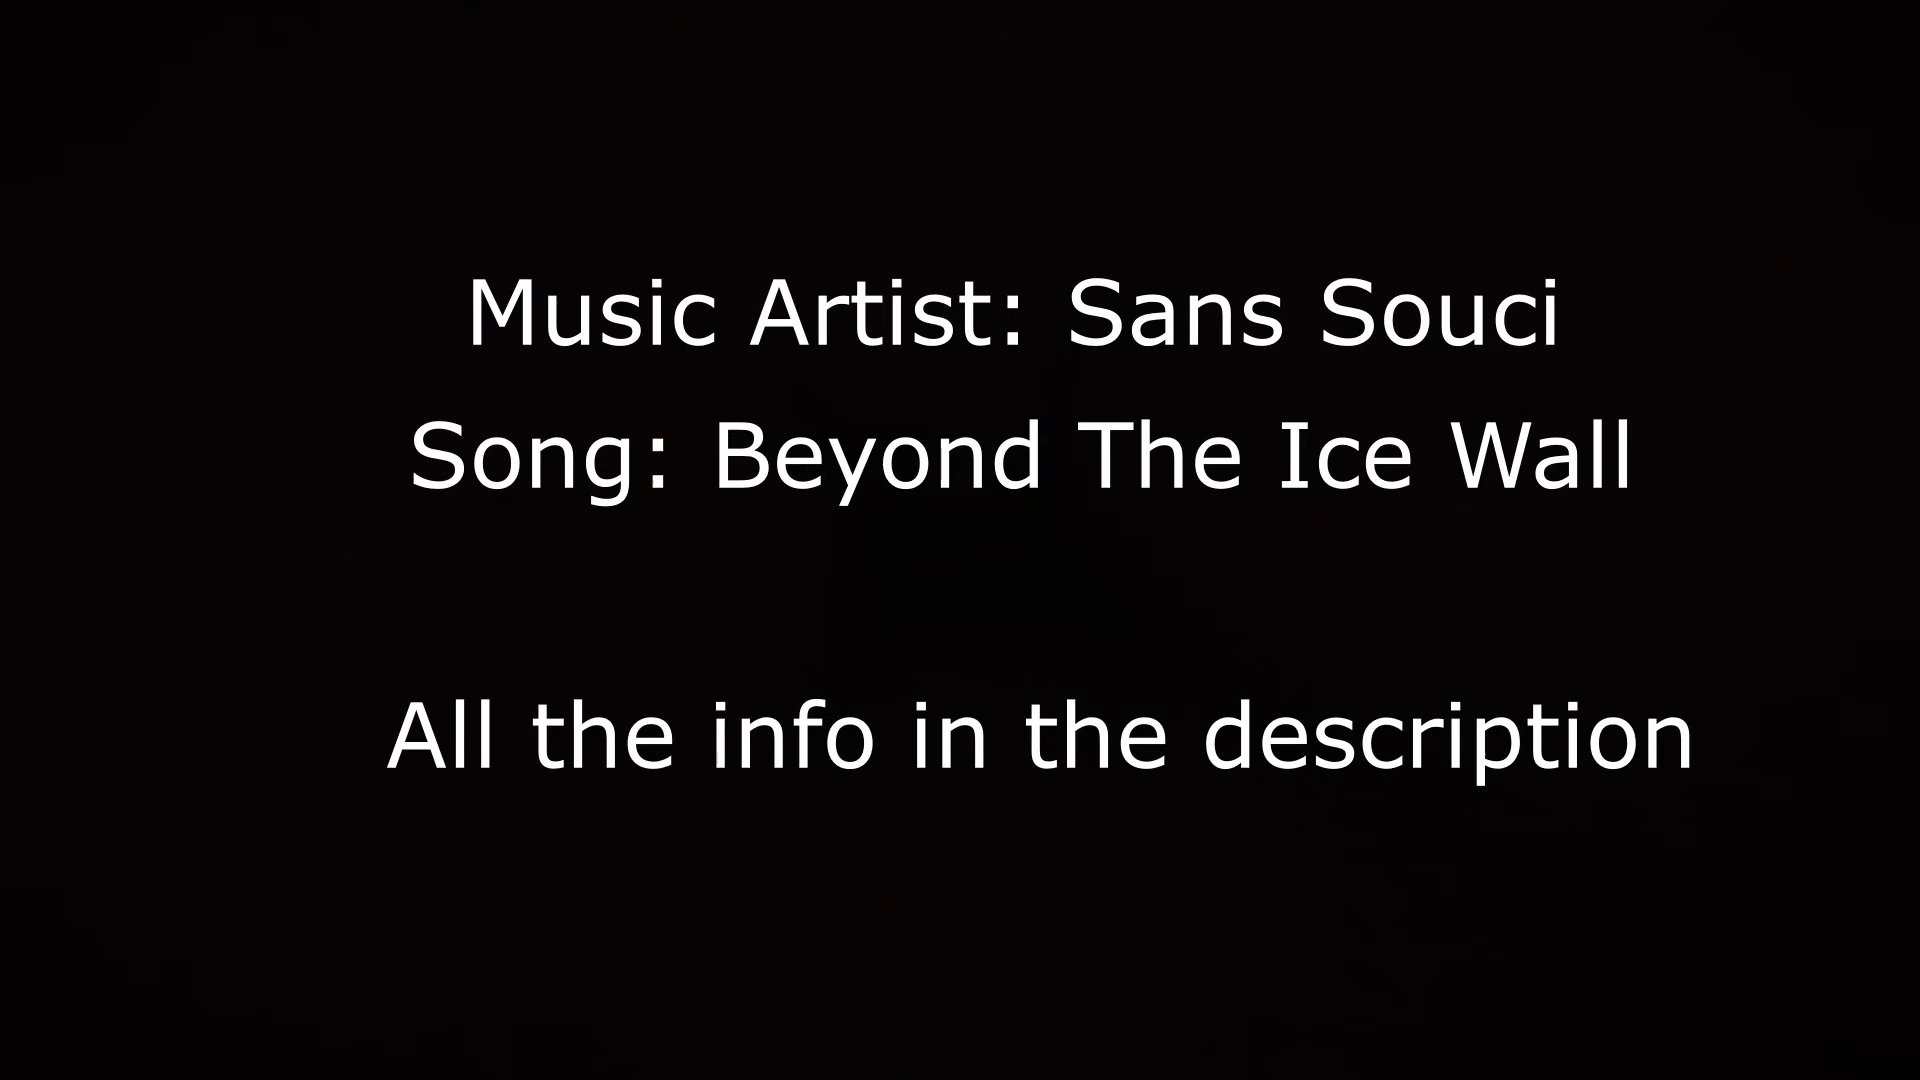 Music Artist: Sans Souci
Song: Beyond The Ice Wall
All the info in the description